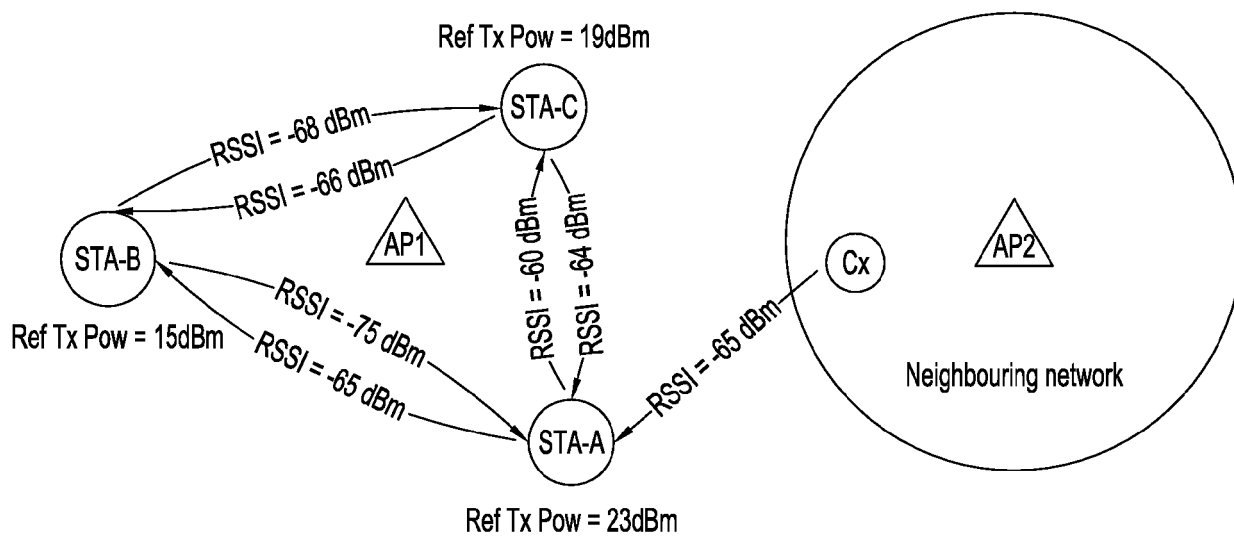 Ref Tx Pow = 19dBm
STA-C
RSSI = -68 dBm
RSSI = -66 dBm
AP1
STA-B
RSSI = -60 dBm
RSSI = -64 dBm
Cx
AP2
RSSI = -75 dBm
RSSI = -65 dBm
Ref Tx Pow = 15dBm
RSSI = -65 dBm
Neighbouring network
STA-A
Ref Tx Pow = 23dBm